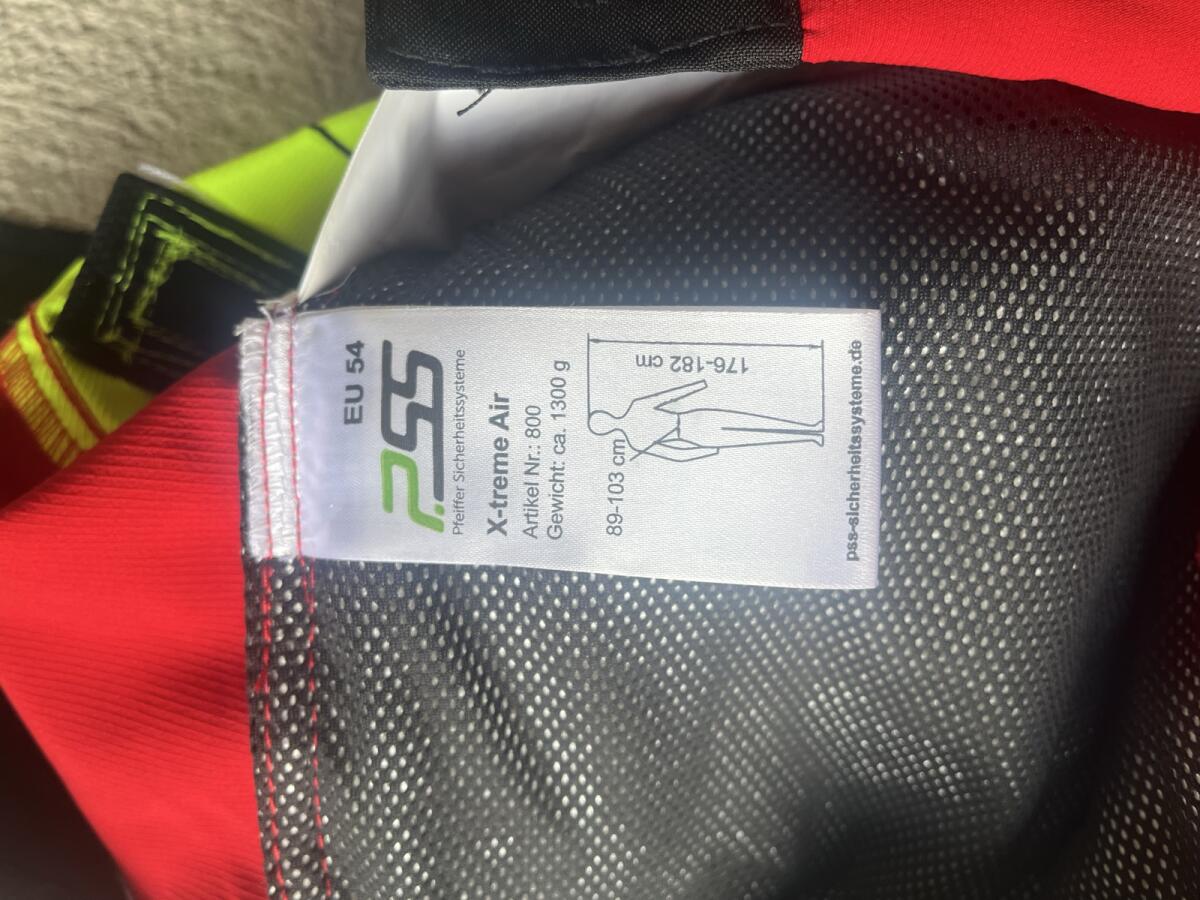 EU 54
PSS
Pfeiffer Sicherheitssysteme
X-treme Air
Artikel Nr.: 800
Gewicht: ca. 1300 g
89-103 cm
176-182 cm
pss-sicherheitssysteme.de